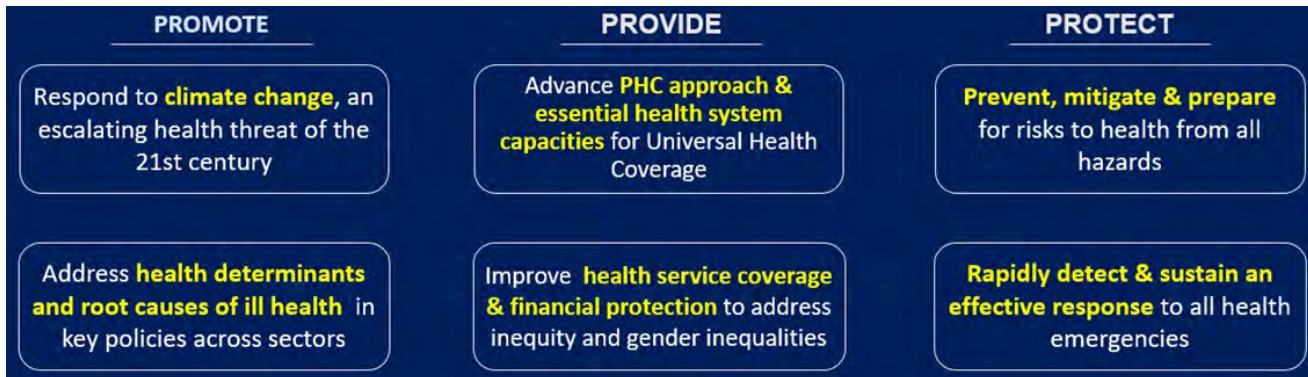 PROMOTE
Respond to climate change, an
escalating health threat of the
21st century
Address health determinants
and root causes of ill health in
key policies across sectors
PROVIDE
Advance PHC approach &
essential health system
capacities for Universal Health
Coverage
Improve health service coverage
& financial protection to address
inequity and gender inequalities
PROTECT
Prevent, mitigate & prepare
for risks to health from all
hazards
Rapidly detect & sustain an
effective response to all health
emergencies